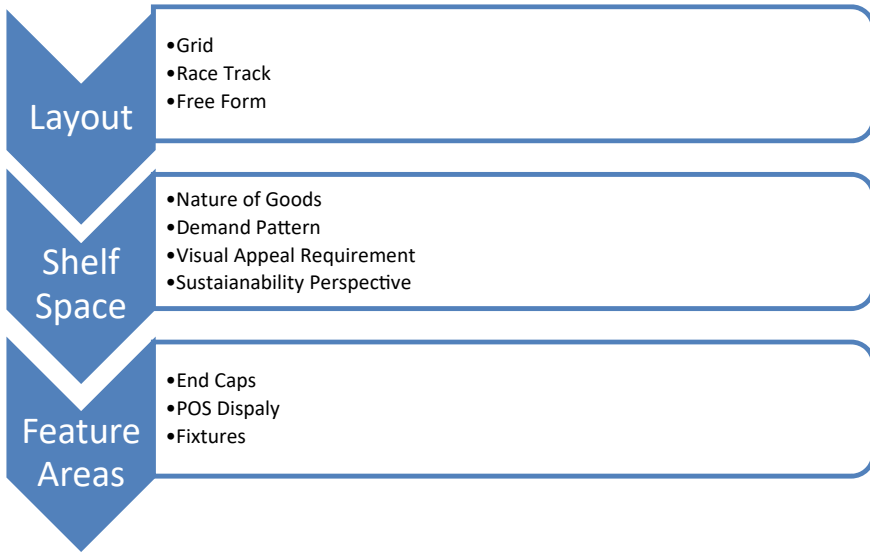 Layout
•Grid
•Race Track
•Free Form
Shelf
Space
•Nature of Goods
•Demand Pattern
•Visual Appeal Requirement
•Sustaianability Perspective
Feature
Areas
•End Caps
•POS Dispaly
•Fixtures